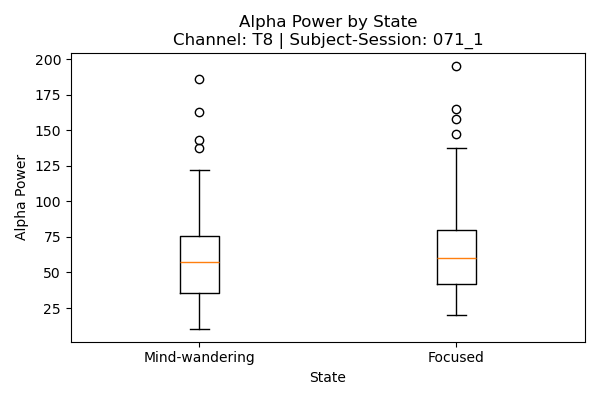 Alpha Power by State
Channel: T8 | Subject-Session: 071_1
200
175
150
125
100
75
50
25
Alpha Power
Mind-wandering
Focused
State